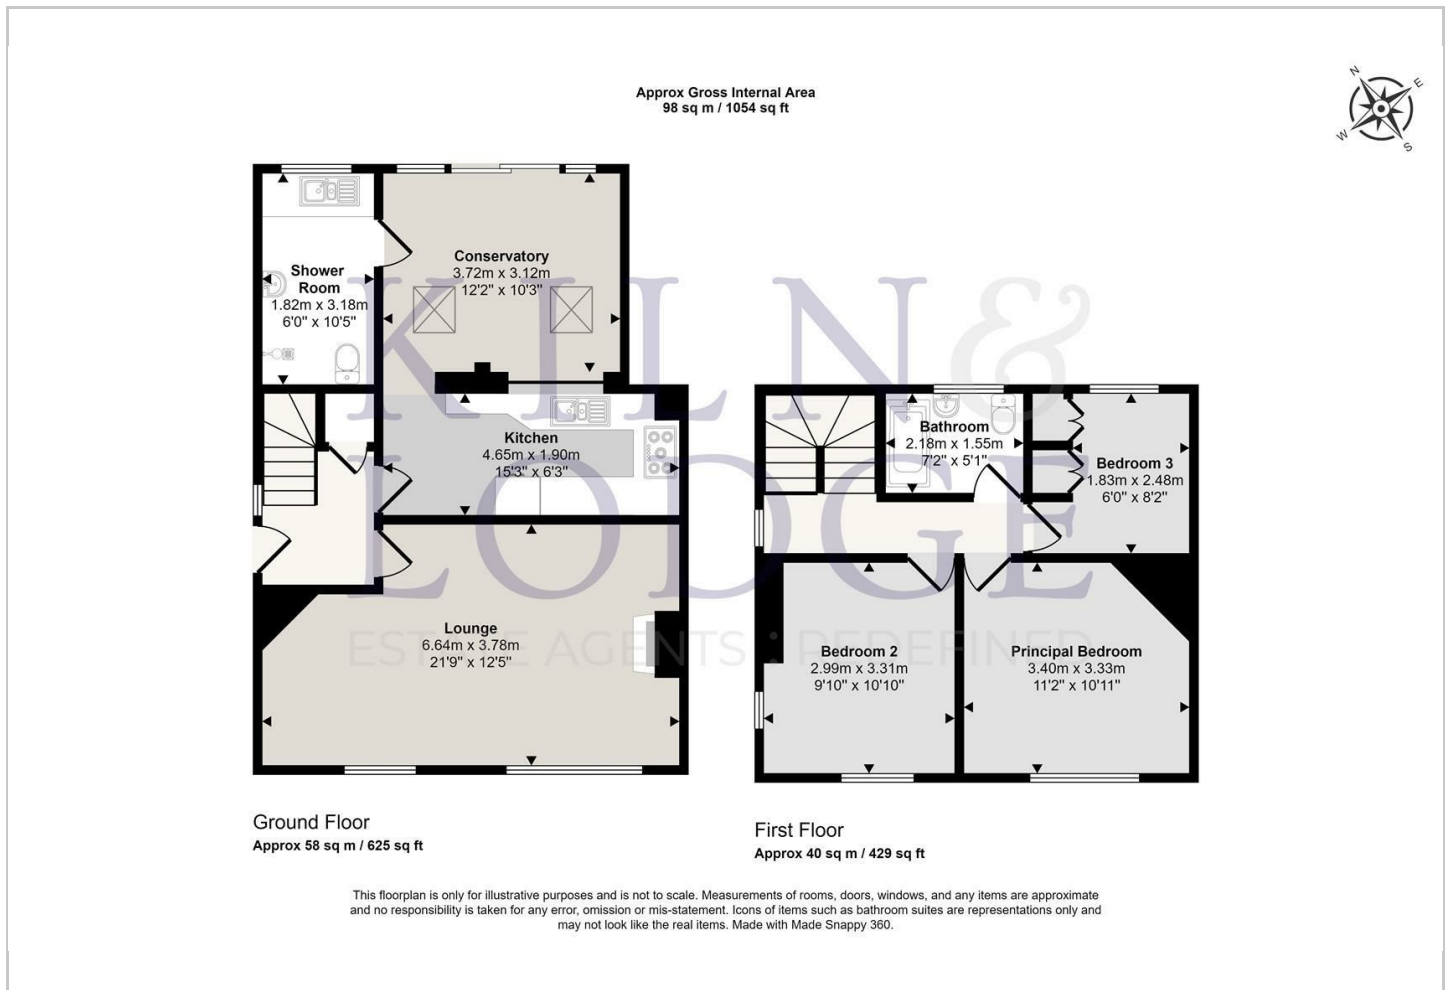 Approx Gross Internal Area
98 sq m / 1054 sq ft
N
E
W
S
Conservatory
3.72m x 3.12m
12'2" x 10'3"
Shower
Room
1.82m x 3.18m
6'0" x 10'5"
Kitchen
4.65m x 1.90m
15'3" x 6'3"
Lounge
6.64m x 3.78m
21'9" x 12'5"
Bathroom
2.18m x 1.55m
7'2" x 5'1"
Bedroom 3
1.83m x 2.48m
6'0" x 8'2"
Bedroom 2
2.99m x 3.31m
9'10" x 10'10"
Principal Bedroom
3.40m x 3.33m
11'2" x 10'11"
KILN &
LODGE
ESTATE AGENTS : REDEFINED
Ground Floor
Approx 58 sq m / 625 sq ft
First Floor
Approx 40 sq m / 429 sq ft
This floorplan is only for illustrative purposes and is not to scale. Measurements of rooms, doors, windows, and any items are approximate
and no responsibility is taken for any error, omission or mis-statement. Icons of items such as bathroom suites are representations only and
may not look like the real items. Made with Made Snappy 360.